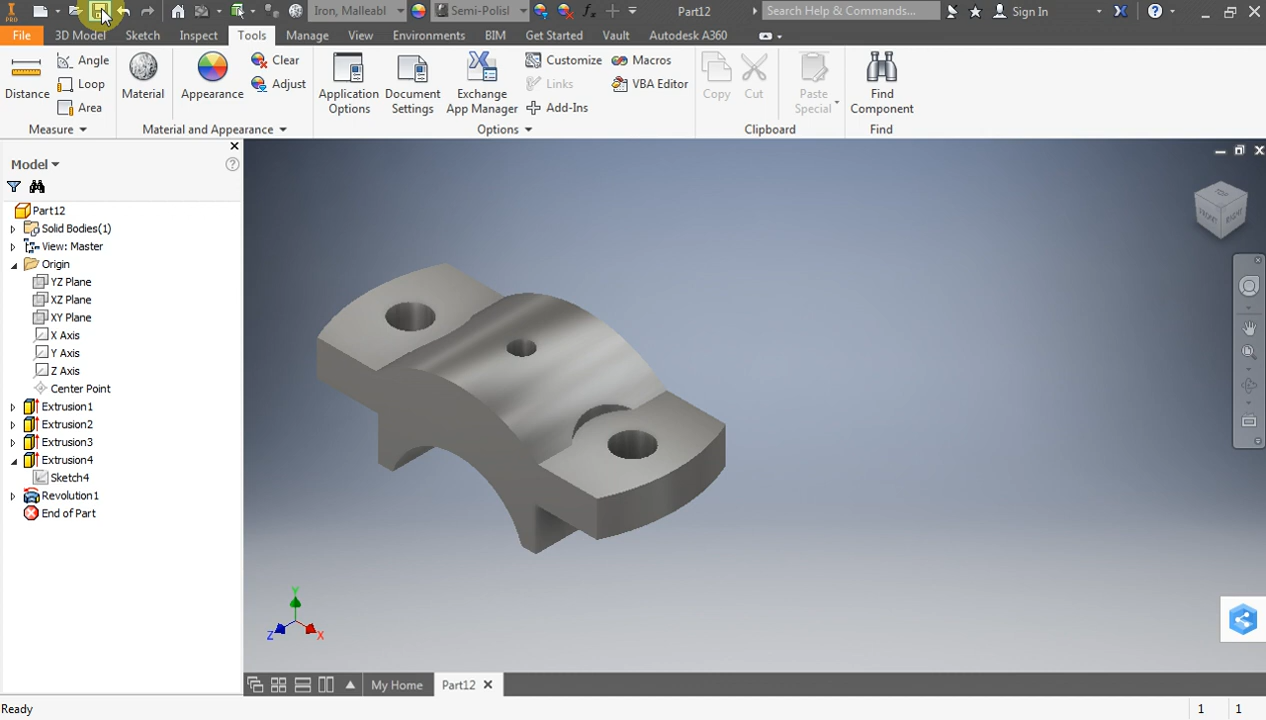 PRO
Iron, Malleabl
Semi-Polisl
Part12
Search Help & Commands...
Sign In
File
3D Model
Sketch
Inspect
Tools
Manage
View
Environments
BIM
Get Started
Vault
Autodesk A360
Distance
Angle
Loop
Area
Measure
Material
Appearance
Clear
Adjust
Material and Appearance
Application Options
Document Settings
Exchange App Manager
Customize
Links
Add-Ins
Macros
VBA Editor
Options
Copy
Cut
Paste Special
Clipboard
Find Component
Find
Model
Part12
Solid Bodies(1)
View: Master
Origin
YZ Plane
XZ Plane
XY Plane
X Axis
Y Axis
Z Axis
Center Point
Extrusion1
Extrusion2
Extrusion3
Extrusion4
Sketch4
Revolution1
End of Part
TOP
FRONT
RIGHT
Y
Z
X
My Home
Part12
Ready
1
1